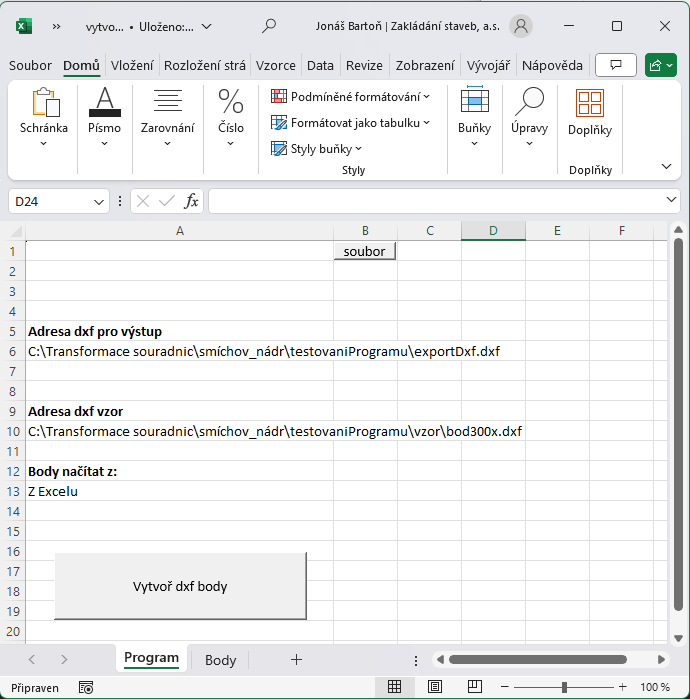 vytvo... • Uloženo:...
Jonáš Bartoň | Zakládání staveb, a.s.
Soubor Domů Vložení Rozložení strá Vzorce Data Revize Zobrazení Vývojář Nápověda
Schránka
Písmo
Zarovnání
%
Číslo
Podmíněné formátování
Formátovat jako tabulku
Styly buňky
Styly
Buňky
Úpravy
Doplňky
Doplňky
D24
fx
A B C D E F
1 soubor
2
3
4
5 Adresa dxf pro výstup
6 C:\Transformace souradnic\smíchov_nádr\testovaniProgramu\exportDxf.dxf
7
8
9 Adresa dxf vzor
10 C:\Transformace souradnic\smíchov_nádr\testovaniProgramu\vzor\bod300x.dxf
11
12 Body načítat z:
13 Z Excelu
14
15
16
17
Vytvoř dxf body
18
19
20
Program Body
Připraven
100 %